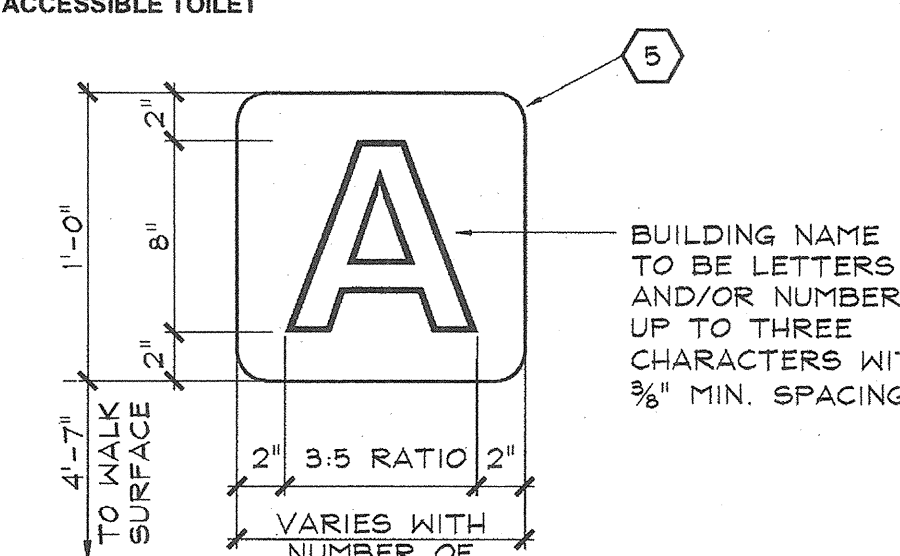 ACCESSIBLE TOILET
5
2"
1'-0"
8"
2"
4'-7"
TO WALK
SURFACE
BUILDING NAME
TO BE LETTERS
AND/OR NUMBER
UP TO THREE
CHARACTERS WIT
3/8" MIN. SPACING
A
2" 3:5 RATIO 2"
VARIES WITH
NUMBER OF